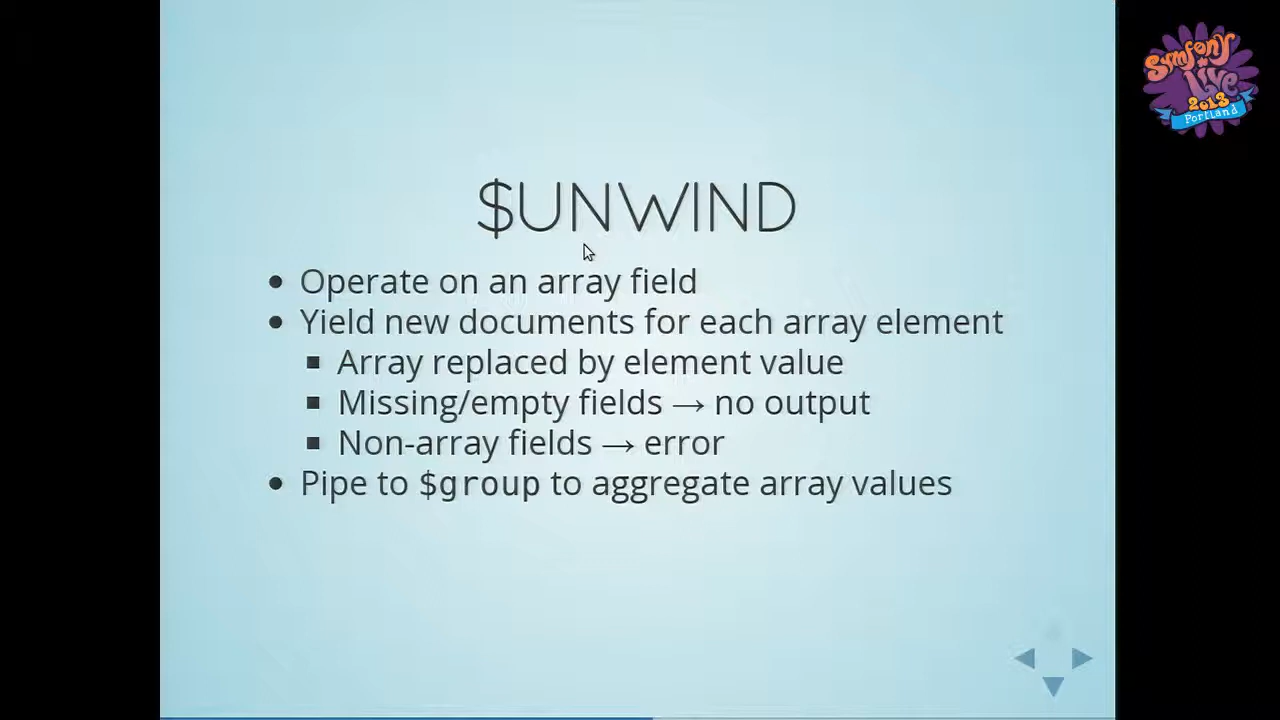 $UNWIND
Operate on an array field
Yield new documents for each array element
Array replaced by element value
Missing/empty fields → no output
Non-array fields → error
Pipe to $group to aggregate array values
Symfony
Live
2013
Portland